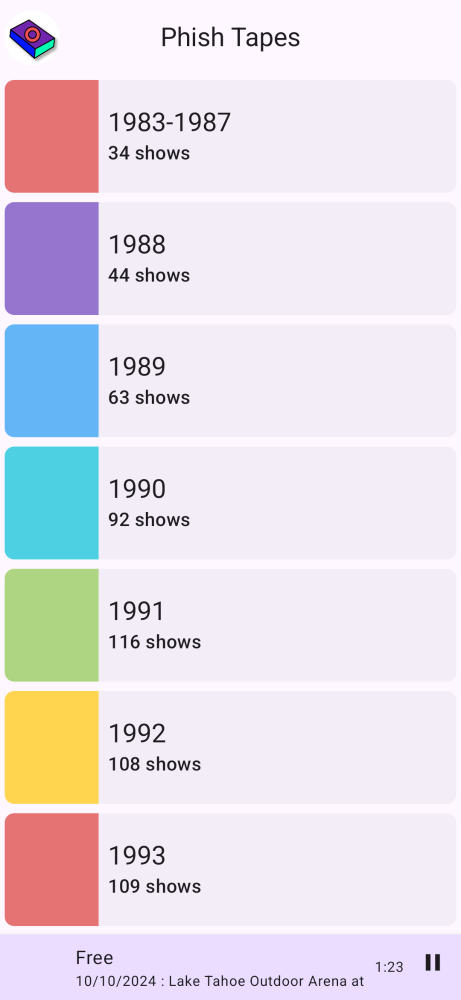 Phish Tapes
1983-1987
34 shows
1988
44 shows
1989
63 shows
1990
92 shows
1991
116 shows
1992
108 shows
1993
109 shows
Free
1:23
10/10/2024 : Lake Tahoe Outdoor Arena at